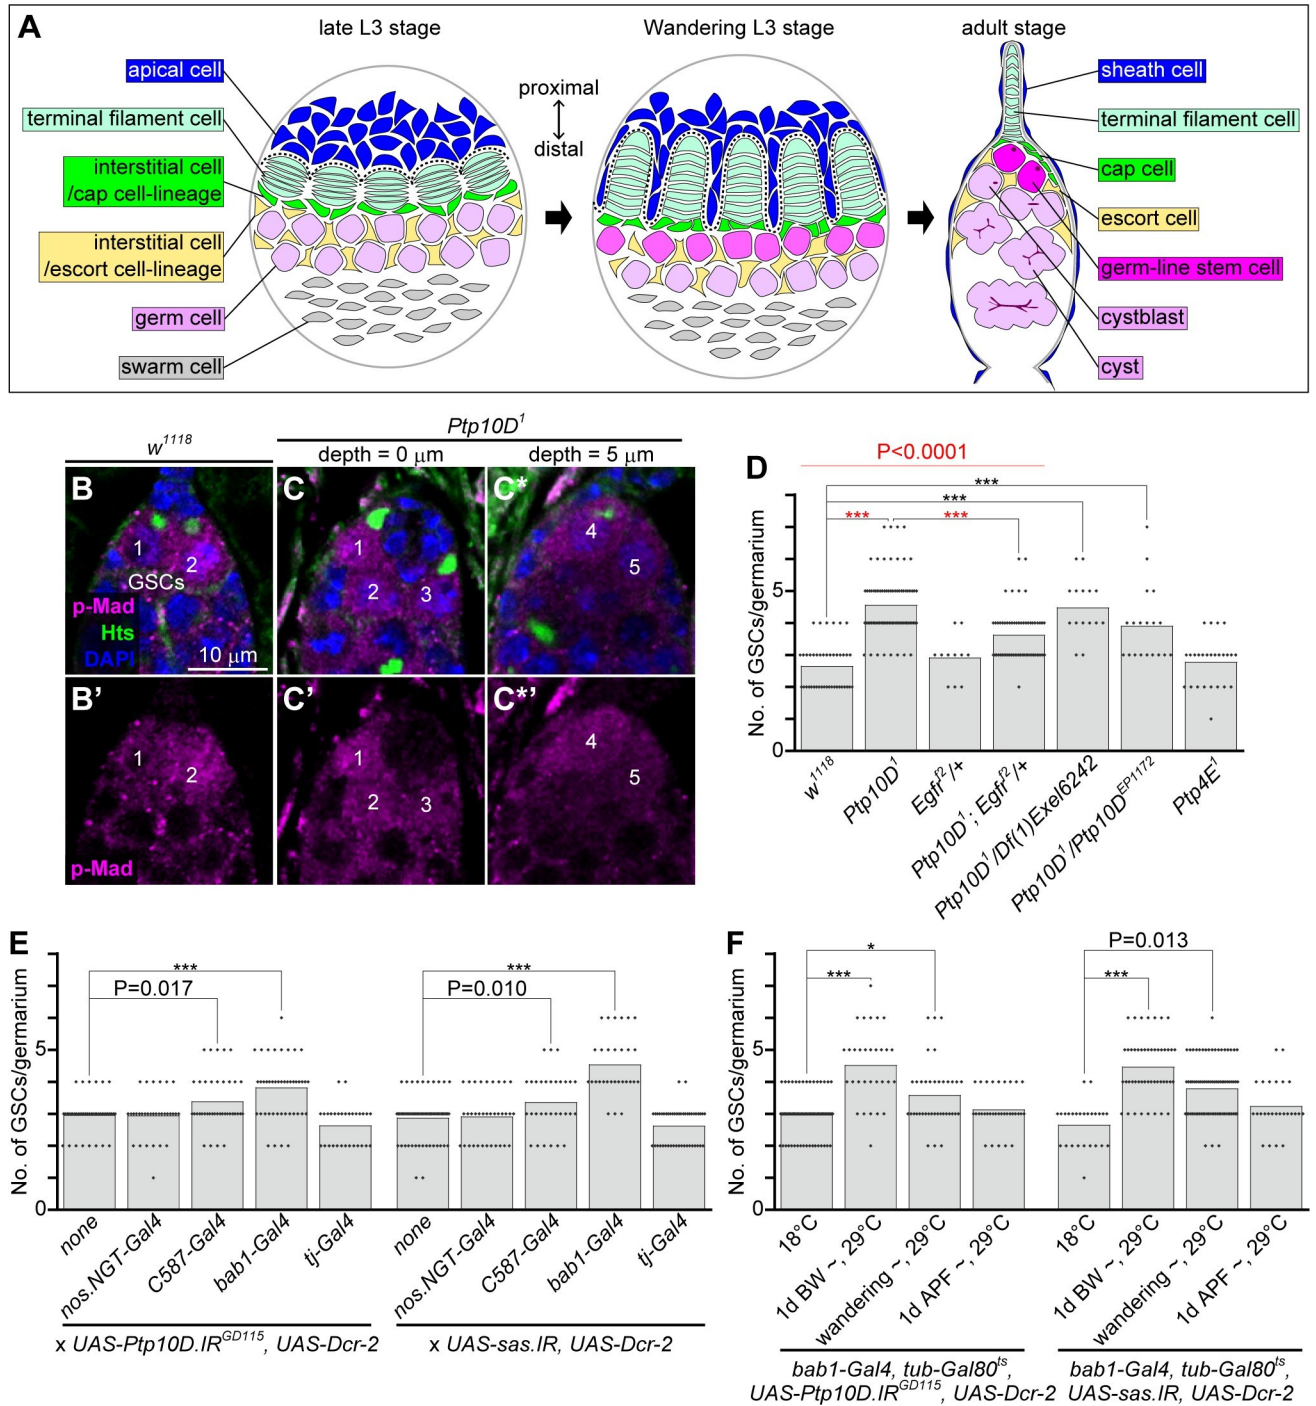 A
late L3 stage
Wandering L3 stage
adult stage
apical cell
terminal filament cell
interstitial cell
/cap cell-lineage
interstitial cell
/escort cell-lineage
germ cell
swarm cell
proximal
distal
sheath cell
terminal filament cell
cap cell
escort cell
germ-line stem cell
cystblast
cyst
w1118
Ptp10D1
depth = 0 μm
depth = 5 μm
B
1
2
GSCs
p-Mad
Hts
DAPI
10 μm
C
1
2
3
C*
4
5
B’
1
2
p-Mad
C’
1
2
3
C*’
4
5
D
P<0.0001
***
***
***
***
No. of GSCs/germarium
5
0
w1118
Ptp10D1
Egfrf2/+
Ptp10D1; Egfrf2/+
Ptp10D1/Df(1)Exel6242
Ptp10D1/Ptp10DEP1172
Ptp4E1
E
No. of GSCs/germarium
5
0
***
P=0.017
***
P=0.010
none
nos.NGT-Gal4
C587-Gal4
bab1-Gal4
tj-Gal4
none
nos.NGT-Gal4
C587-Gal4
bab1-Gal4
tj-Gal4
x UAS-Ptp10D.IRGD115, UAS-Dcr-2
x UAS-sas.IR, UAS-Dcr-2
F
No. of GSCs/germarium
5
0
*
***
P=0.013
***
18°C
1d BW ~, 29°C
wandering ~, 29°C
1d APF ~, 29°C
18°C
1d BW ~, 29°C
wandering ~, 29°C
1d APF ~, 29°C
bab1-Gal4, tub-Gal80ts,
UAS-Ptp10D.IRGD115, UAS-Dcr-2
bab1-Gal4, tub-Gal80ts,
UAS-sas.IR, UAS-Dcr-2